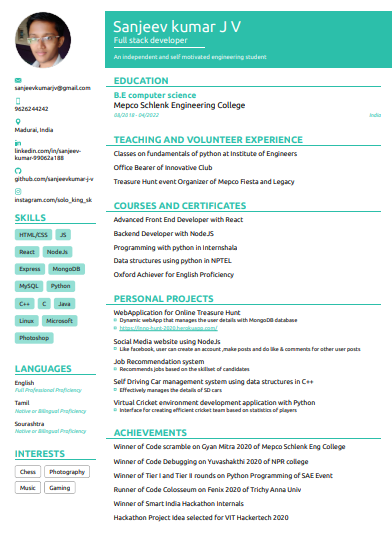 Sanjeev kumar J V
Full stack developer
An independent and self motivated engineering student
sanjeevkumarjv@gmail.com
9626244242
Madurai, India
linkedin.com/in/sanjeev-
kumar-99062a188
github.com/sanjeevkumar-j-v
instagram.com/solo_king_sk
SKILLS
HTML/CSS JS
React NodeJs
Express MongoDB
MySQL Python
C++ C Java
Linux Microsoft
Photoshop
LANGUAGES
English
Full Professional Proficiency
Tamil
Native or Bilingual Proficiency
Sourashtra
Native or Bilingual Proficiency
INTERESTS
Chess Photography
Music Gaming
EDUCATION
B.E computer science
Mepco Schlenk Engineering College
08/2018 - 04/2022 India
TEACHING AND VOLUNTEER EXPERIENCE
Classes on fundamentals of python at Institute of Engineers
Office Bearer of Innovative Club
Treasure Hunt event Organizer of Mepco Fiesta and Legacy
COURSES AND CERTIFICATES
Advanced Front End Developer with React
Backend Developer with NodeJS
Programming with python in Internshala
Data structures using python in NPTEL
Oxford Achiever for English Proficiency
PERSONAL PROJECTS
WebApplication for Online Treasure Hunt
Dynamic webApp that manages the user details with MongoDB database
https://inno-hunt-2020.herokuapp.com/
Social Media website using NodeJs
Like facebook, user can create an account ,make posts and do like & comments for other user posts
Job Recommendation system
Recommends jobs based on the skillset of candidates
Self Driving Car management system using data structures in C++
Effectively manages the details of SD cars
Virtual Cricket environment development application with Python
Interface for creating efficient cricket team based on statistics of players
ACHIEVEMENTS
Winner of Code scramble on Gyan Mitra 2020 of Mepco Schlenk Eng College
Winner of Code Debugging on Yuvashakthi 2020 of NPR college
Winner of Tier I and Tier II rounds on Python Programming of SAE Event
Runner of Code Colosseum on Fenix 2020 of Trichy Anna Univ
Winner of Smart India Hackathon Internals
Hackathon Project Idea selected for VIT Hackertech 2020